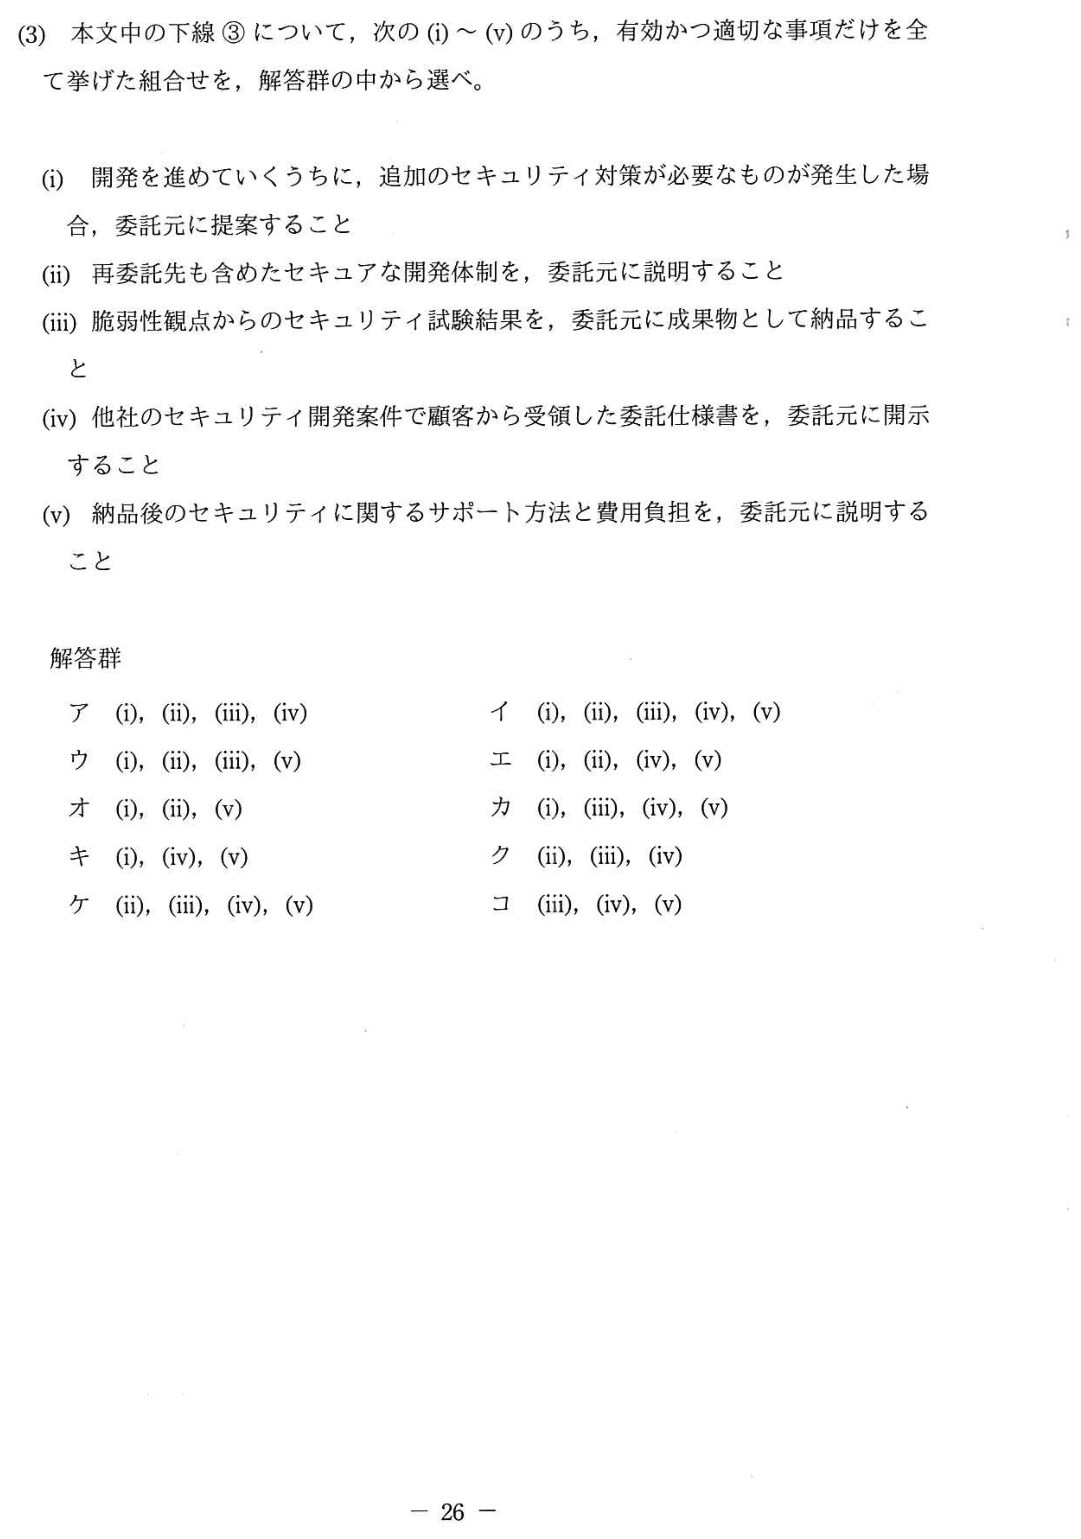 (3) 本文中の下線 ③ について，次の (i) ～ (v) のうち，有効かつ適切な事項だけを全
て挙げた組合せを，解答群の中から選べ。
(i) 開発を進めていくうちに，追加のセキュリティ対策が必要なものが発生した場
合，委託元に提案すること
(ii) 再委託先も含めたセキュアな開発体制を，委託元に説明すること
(iii) 脆弱性観点からのセキュリティ試験結果を，委託元に成果物として納品するこ
と
(iv) 他社のセキュリティ開発案件で顧客から受領した委託仕様書を，委託元に開示
すること
(v) 納品後のセキュリティに関するサポート方法と費用負担を，委託元に説明する
こと
解答群
ア (i)，(ii)，(iii)，(iv) イ (i)，(ii)，(iii)，(iv)，(v)
ウ (i)，(ii)，(iii)，(v) エ (i)，(ii)，(iv)，(v)
オ (i)，(ii)，(v) カ (i)，(iii)，(iv)，(v)
キ (i)，(iv)，(v) ク (ii)，(iii)，(iv)
ケ (ii)，(iii)，(iv)，(v) コ (iii)，(iv)，(v)
－ 26 －